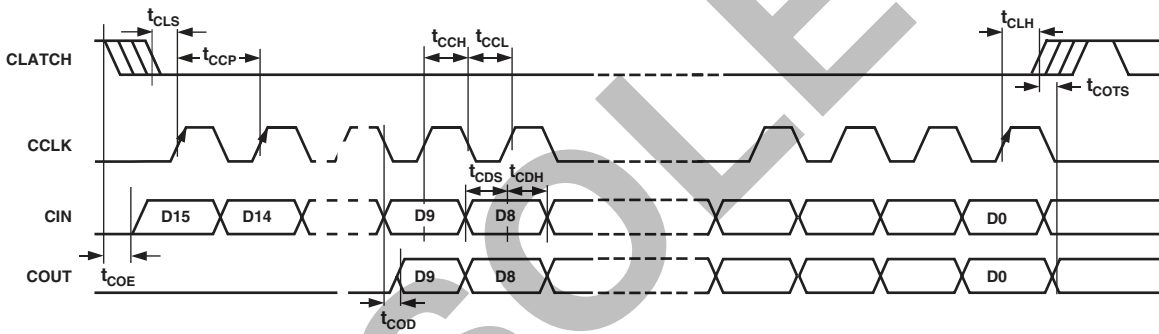 tCLS
tCLH
tCCH tCCL
tCCP
CLATCH
tCOTS
CCLK
tCDS tCDH
CIN D15 D14 D9 D8 D0
tCOE
COUT D9 D8 D0
tCOD